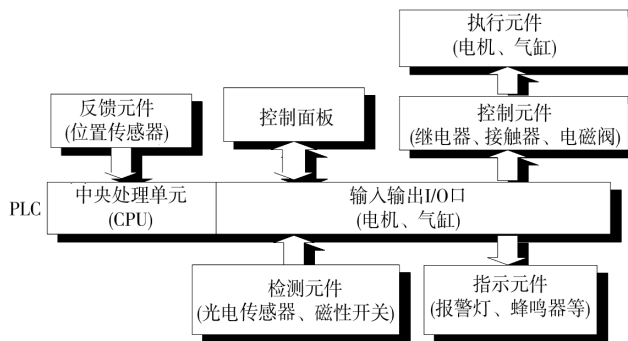 执行元件
(电机、气缸)
反馈元件
(位置传感器)
控制面板
控制元件
(继电器、接触器、电磁阀)
PLC
中央处理单元
(CPU)
输入输出I/O口
(电机、气缸)
检测元件
(光电传感器、磁性开关)
指示元件
(报警灯、蜂鸣器等)